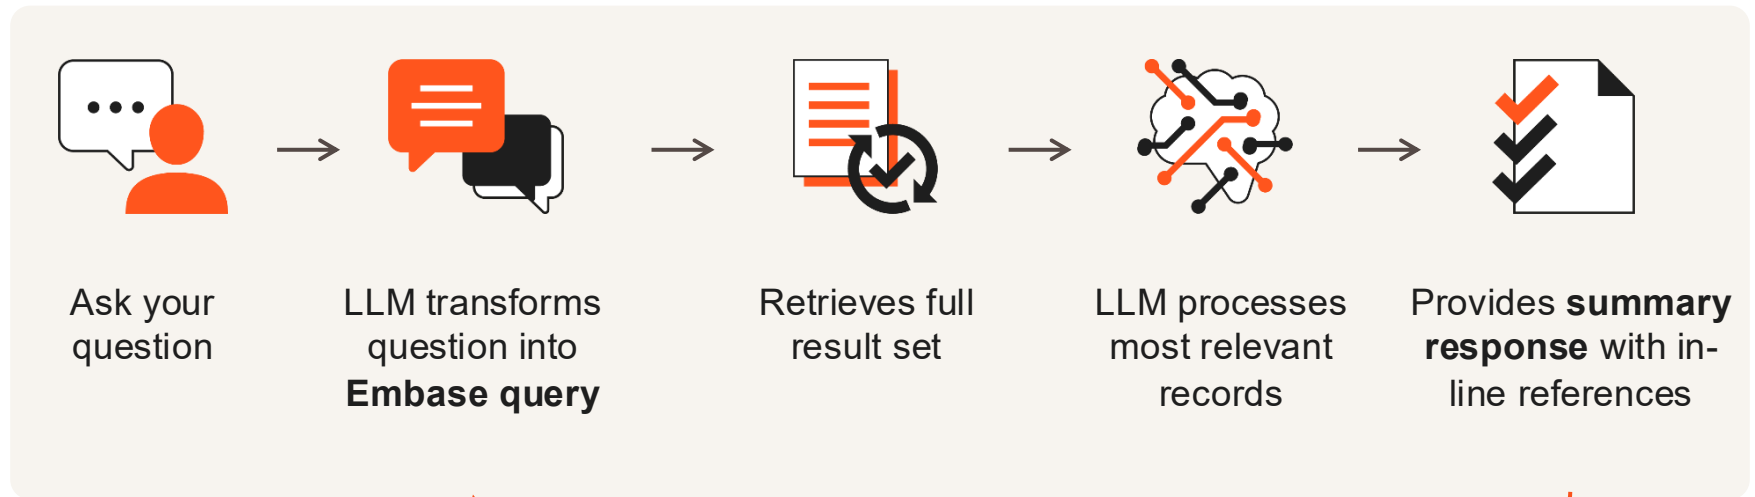 Ask your
question
LLM transforms
question into
Embase query
Retrieves full
result set
LLM processes
most relevant
records
Provides summary
response with in-
line references